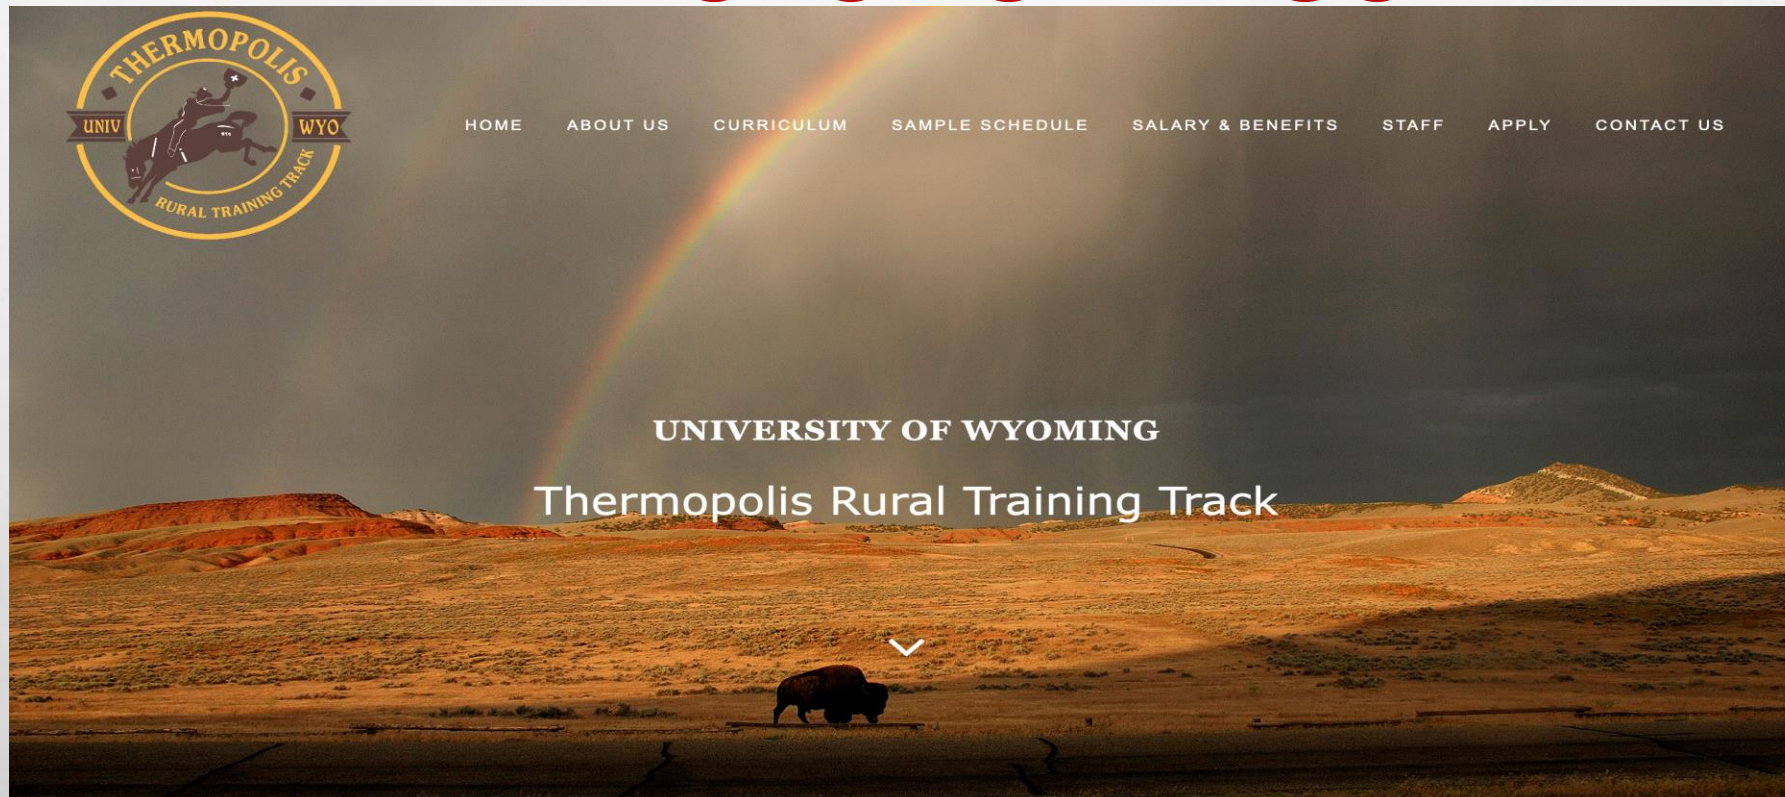 THERMOPOLIS
UNIV
WYO
RURAL TRAINING TRACK
HOME ABOUT US CURRICULUM SAMPLE SCHEDULE SALARY & BENEFITS STAFF APPLY CONTACT US
UNIVERSITY OF WYOMING
Thermopolis Rural Training Track